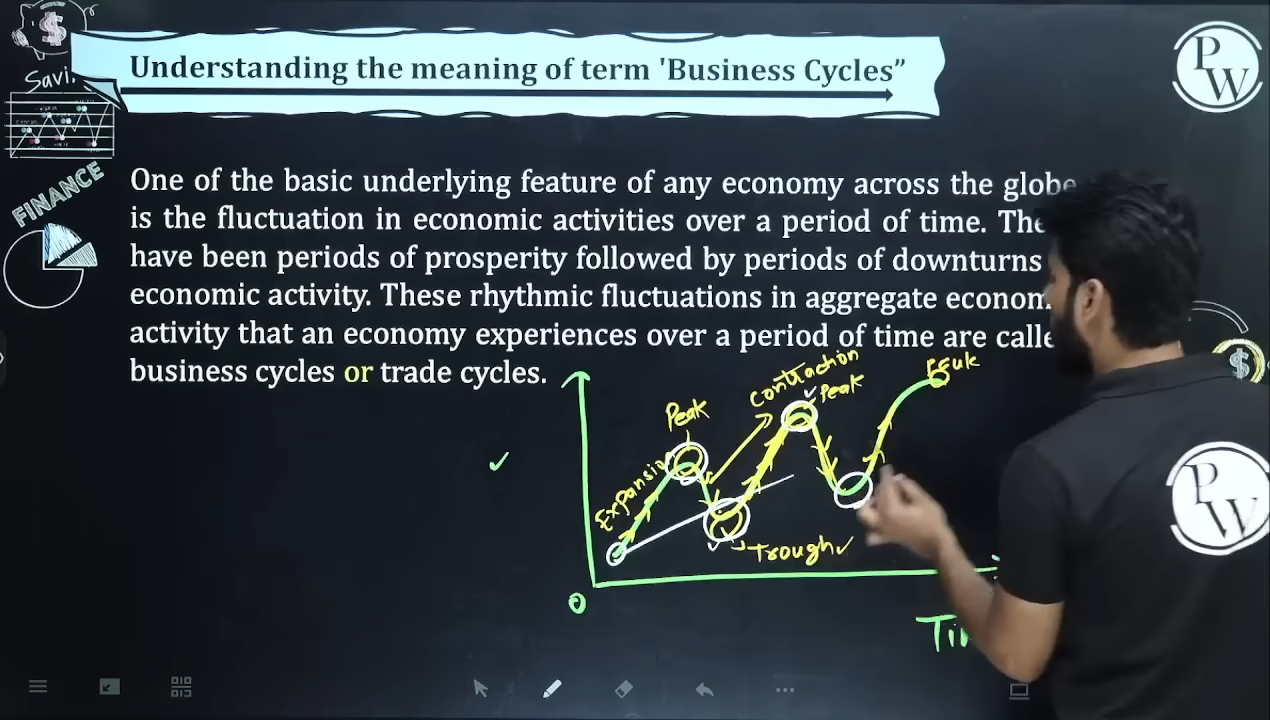 Understanding the meaning of term 'Business Cycles”
P
W
FINANCE
One of the basic underlying feature of any economy across the globe
is the fluctuation in economic activities over a period of time. The
have been periods of prosperity followed by periods of downturns
economic activity. These rhythmic fluctuations in aggregate econom
activity that an economy experiences over a period of time are calle
business cycles or trade cycles.
Contraction
Peak
Peak
Expansion
Trough
0
P
W